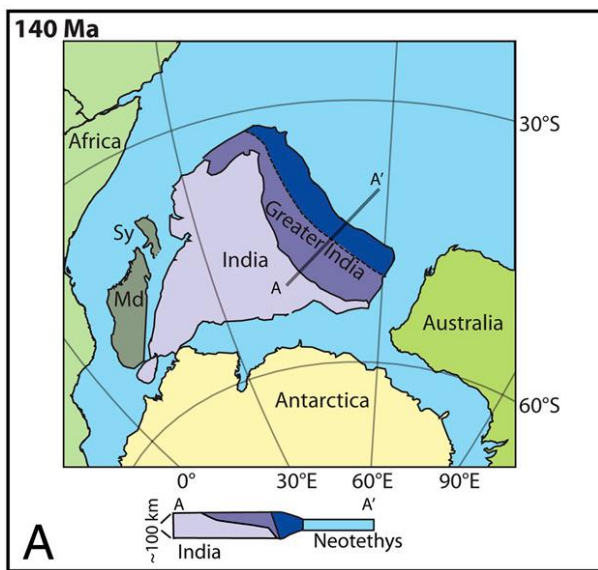 140 Ma
30°S
Africa
A'
Sy
Greater India
India
A
Md
Australia
Antarctica
60°S
0° 30°E 60°E 90°E
A A'
~100 km
India Neotethys
A